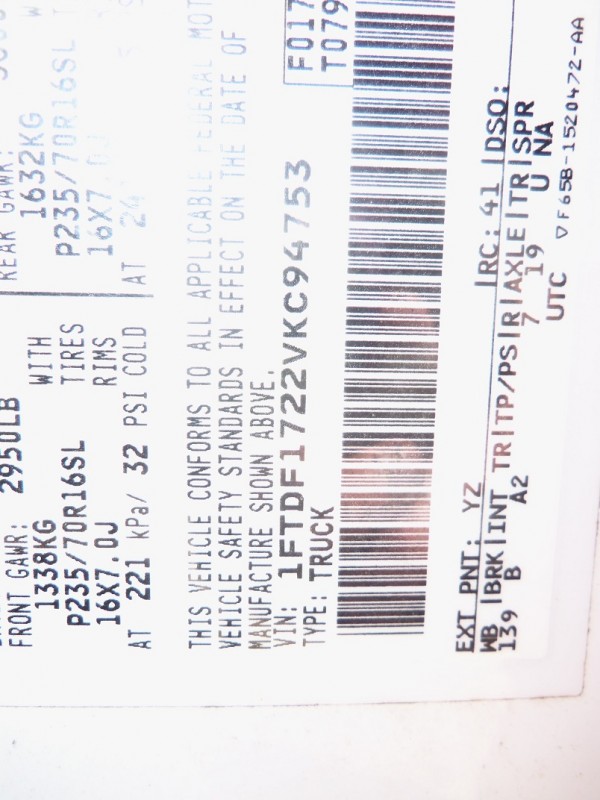 FRONT GAWR: 2950LB
1338KG WITH
P235/70R16SL TIRES
16X7.0J RIMS
AT 221 kPa/ 32 PSI COLD
REAR GAWR:
1632KG
P235/70R16SL
16X7.0J
AT
THIS VEHICLE CONFORMS TO ALL APPLICABLE FEDERAL MOT
VEHICLE SAFETY STANDARDS IN EFFECT ON THE DATE OF
MANUFACTURE SHOWN ABOVE.
VIN: 1FTDF1722VKC94753
TYPE: TRUCK
F017
T079
EXT PNT: YZ RC: 41 DSO:
WB BRK INT TR TP/PS R AXLE TR SPR
139 B A2 7 19 U NA
UTC
▽F65B-1520472-AA